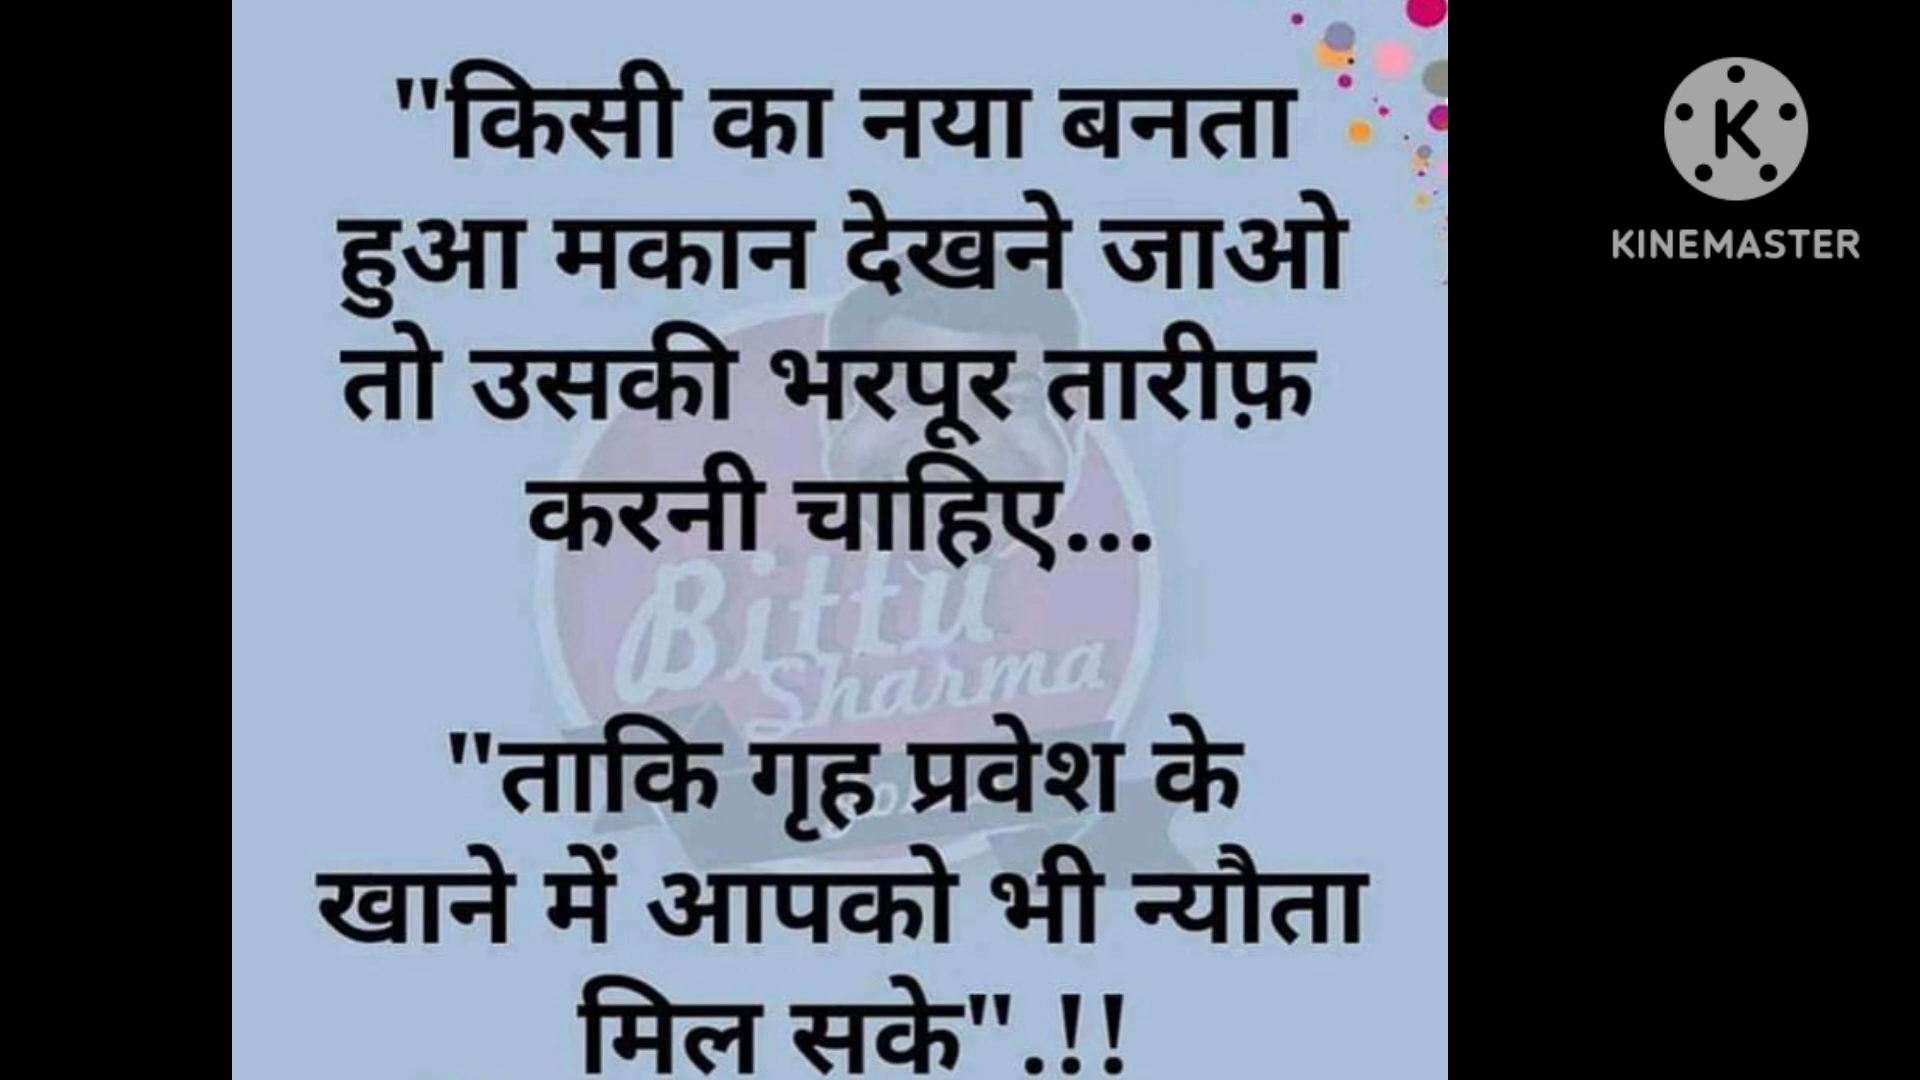 "किसी का नया बनता
हुआ मकान देखने जाओ
तो उसकी भरपूर तारीफ़
करनी चाहिए...
Bittu
Sharma
"ताकि गृह प्रवेश के
खाने में आपको भी न्यौता
मिल सके".!!
K
KINEMASTER